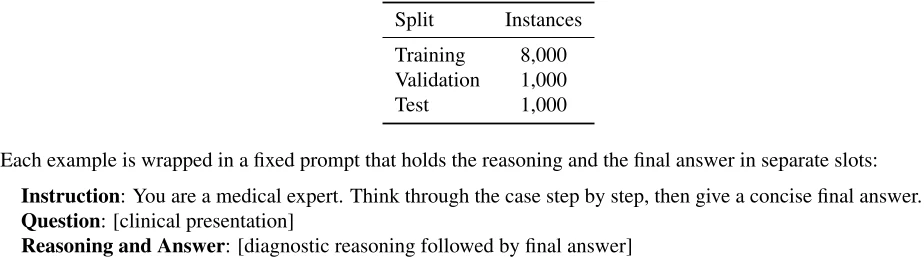 Split Instances
Training 8,000
Validation 1,000
Test 1,000
Each example is wrapped in a fixed prompt that holds the reasoning and the final answer in separate slots:
Instruction: You are a medical expert. Think through the case step by step, then give a concise final answer.
Question: [clinical presentation]
Reasoning and Answer: [diagnostic reasoning followed by final answer]